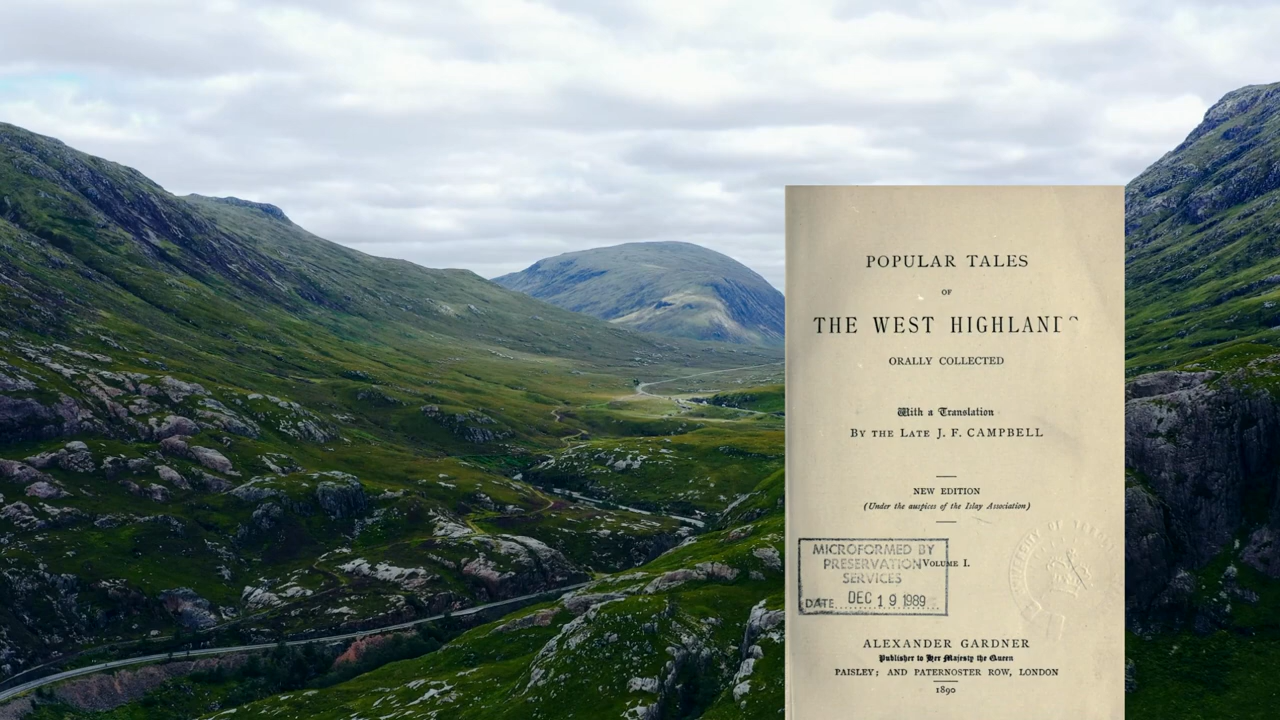 POPULAR TALES
OF
THE WEST HIGHLANDS
ORALLY COLLECTED
With a Translation
BY THE LATE J. F. CAMPBELL
NEW EDITION
(Under the auspices of the Islay Association)
VOLUME I.
MICROFORMED BY
PRESERVATION
SERVICES
DATE DEC 19 1989
ALEXANDER GARDNER
Publisher to Her Majesty the Queen
PAISLEY; AND PATERNOSTER ROW, LONDON
1890